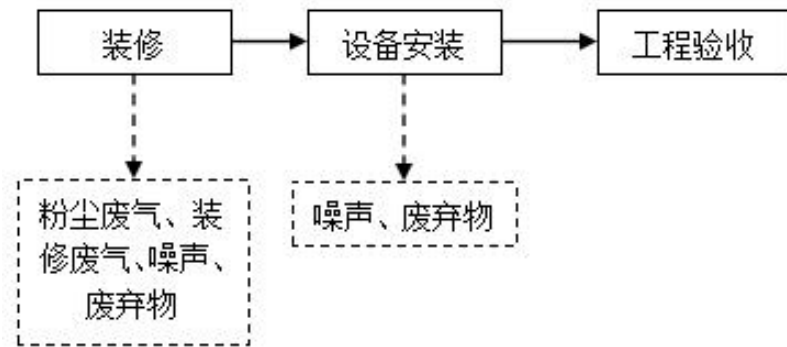 装修
设备安装
工程验收
粉尘废气、装
修废气、噪声、
废弃物
噪声、废弃物